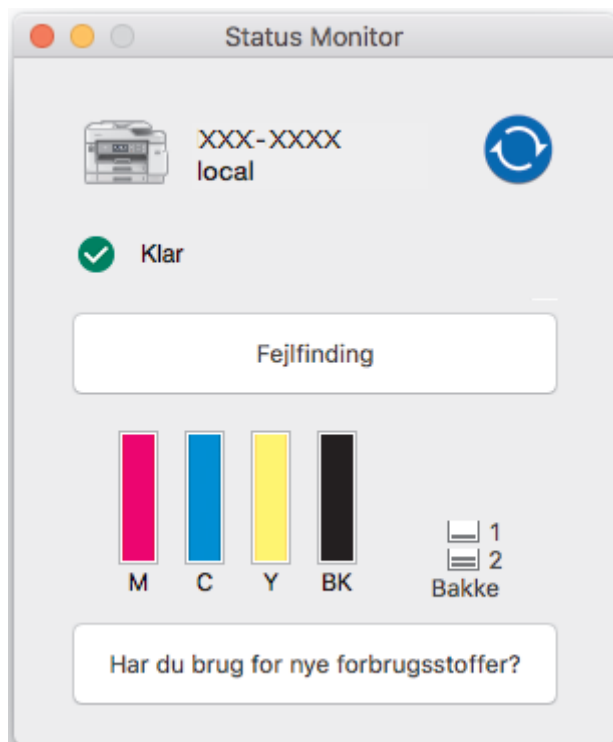 Status Monitor
XXX-XXXX
local
Klar
Fejlfinding
M C Y BK
1
2
Bakke
Har du brug for nye forbrugsstoffer?